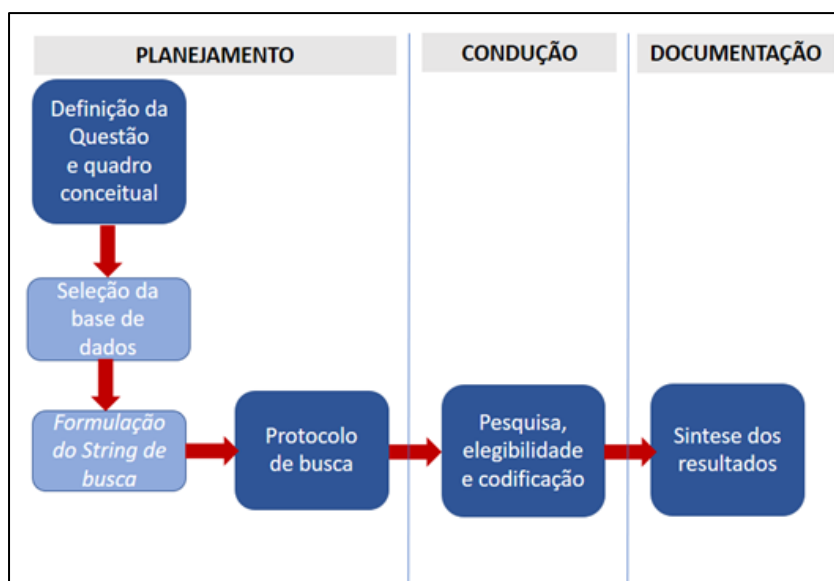 PLANEJAMENTO
CONDUÇÃO
DOCUMENTAÇÃO
Definição da
Questão
e quadro
conceitual
Seleção da
base de
dados
Formulação
do String de
busca
Protocolo
de busca
Pesquisa,
elegibilidade
e codificação
Sintese dos
resultados